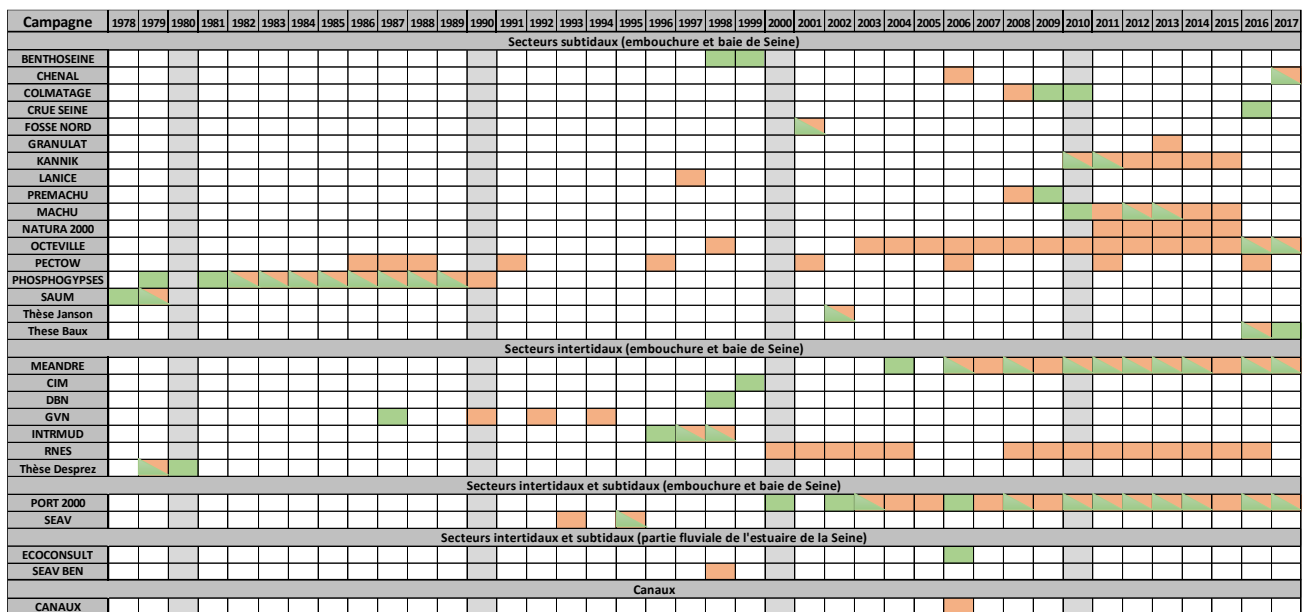 Campagne 1978 1979 1980 1981 1982 1983 1984 1985 1986 1987 1988 1989 1990 1991 1992 1993 1994 1995 1996 1997 1998 1999 2000 2001 2002 2003 2004 2005 2006 2007 2008 2009 2010 2011 2012 2013 2014 2015 2016 2017
Secteurs subtidaux (embouchure et baie de Seine)
BENTHOSEINE
CHENAL
COLMATAGE
CRUE SEINE
FOSSE NORD
GRANULAT
KANNIK
LANICE
PREMACHU
MACHU
NATURA 2000
OCTEVILLE
PECTOW
PHOSPHOGYPSES
SAUM
Thèse Janson
These Baux
Secteurs intertidaux (embouchure et baie de Seine)
MEANDRE
CIM
DBN
GVN
INTRMUD
RNES
Thèse Desprez
Secteurs intertidaux et subtidaux (embouchure et baie de Seine)
PORT 2000
SEAV
Secteurs intertidaux et subtidaux (partie fluviale de l'estuaire de la Seine)
ECOCONSULT
SEAV BEN
Canaux
CANAUX